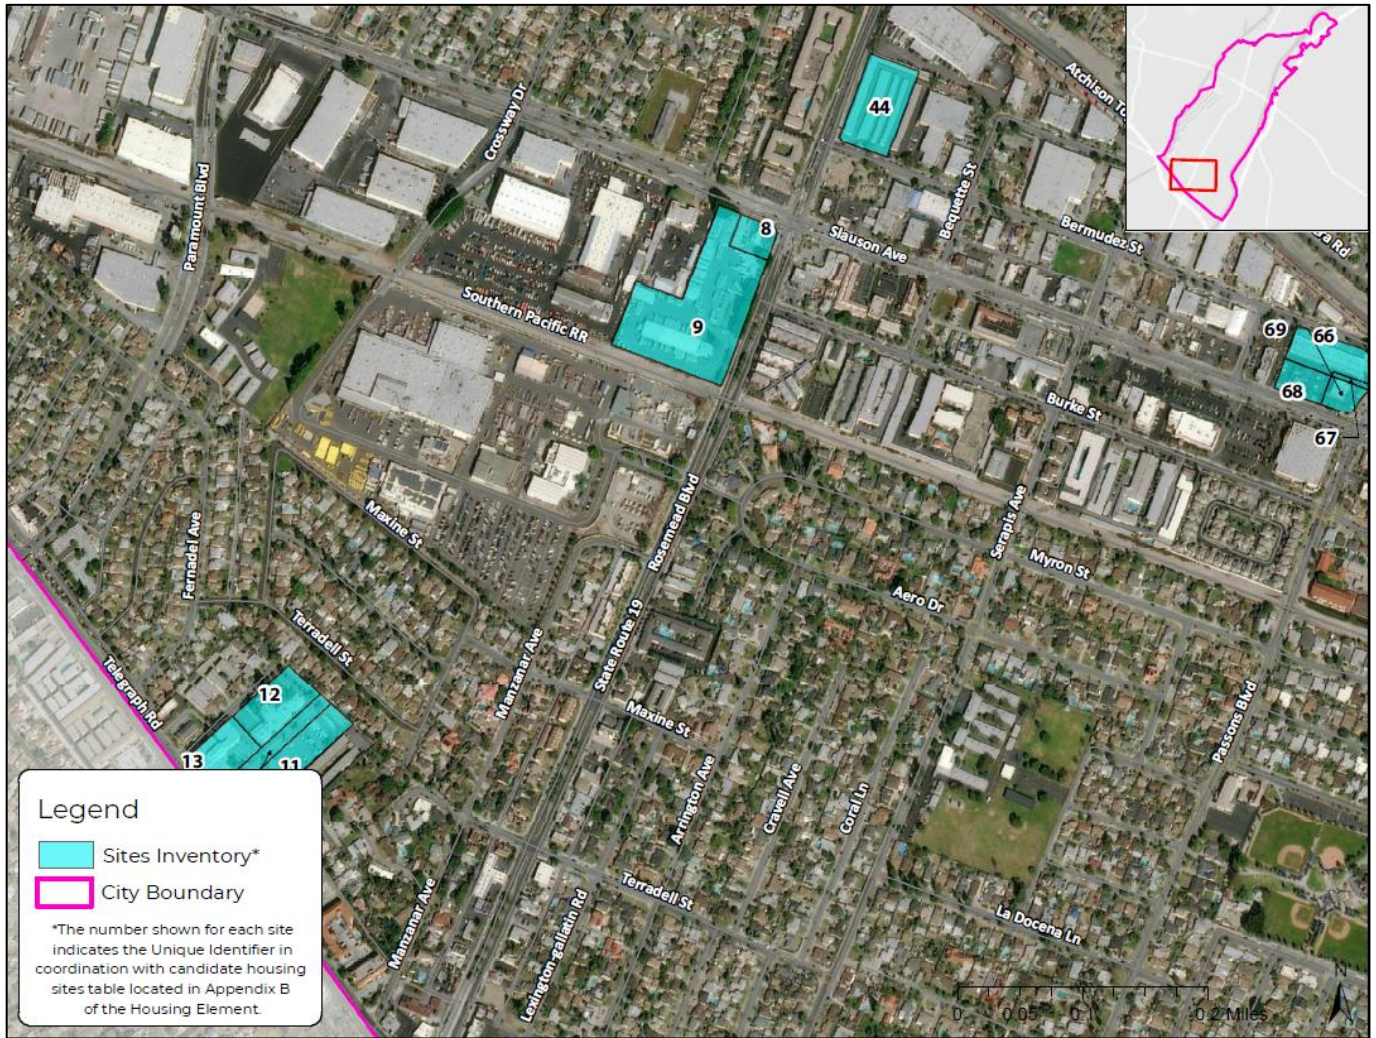 Crossway Dr
44
Atchison To
Paramount Blvd
Bequette St
8
Slauson Ave
Bermudez St
ra Rd
Southern Pacific RR
9
69
66
68
67
Burke St
Rosemead Blvd
Maxine St
Serapis Ave
Myron St
Fernadel Ave
Aero Dr
Terradell St
State Route 19
Manzanar Ave
Telegraph Rd
12
Maxine St
Passons Blvd
13
11
Arrington Ave
Cravell Ave
Coral Ln
Manzanar Ave
Lexington-gallatin Rd
Terradell St
La Docena Ln
Legend
Sites Inventory*
City Boundary
*The number shown for each site
indicates the Unique Identifier in
coordination with candidate housing
sites table located in Appendix B
of the Housing Element.
N
0 0.05 0.1 0.2 Miles